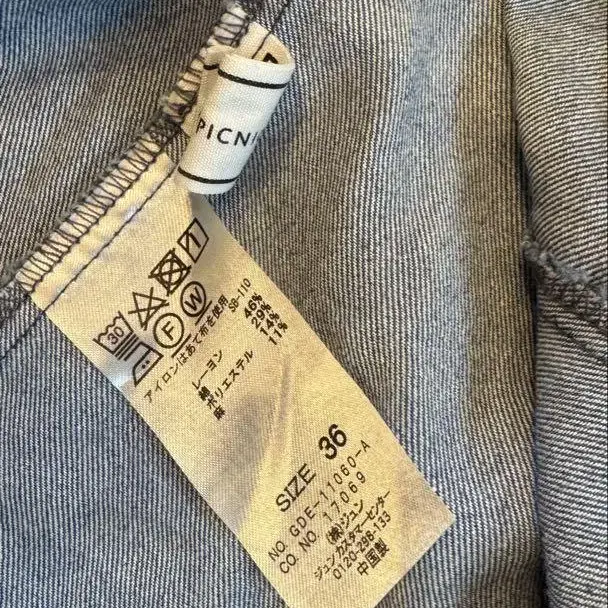 PICNI
30
F W
アイロンはあて布を使用
SB-110
レーヨン 46%
綿 29%
ポリエステル 14%
麻 11%
SIZE 36
NO. GDE-11060-A
CO. NO. 17069
(株)ジュン
ジュンカスタマーセンター
0120-298-133
中国製